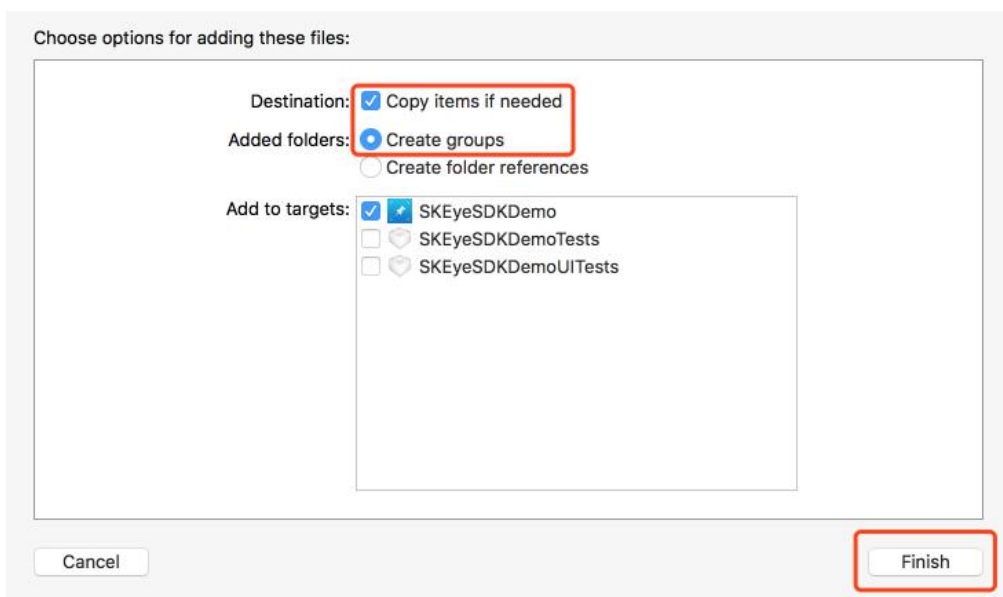 Choose options for adding these files:
Destination: Copy items if needed
Added folders: Create groups
Create folder references
Add to targets: SKEyeSDKDemo
SKEyeSDKDemoTests
SKEyeSDKDemoUITests
Cancel Finish